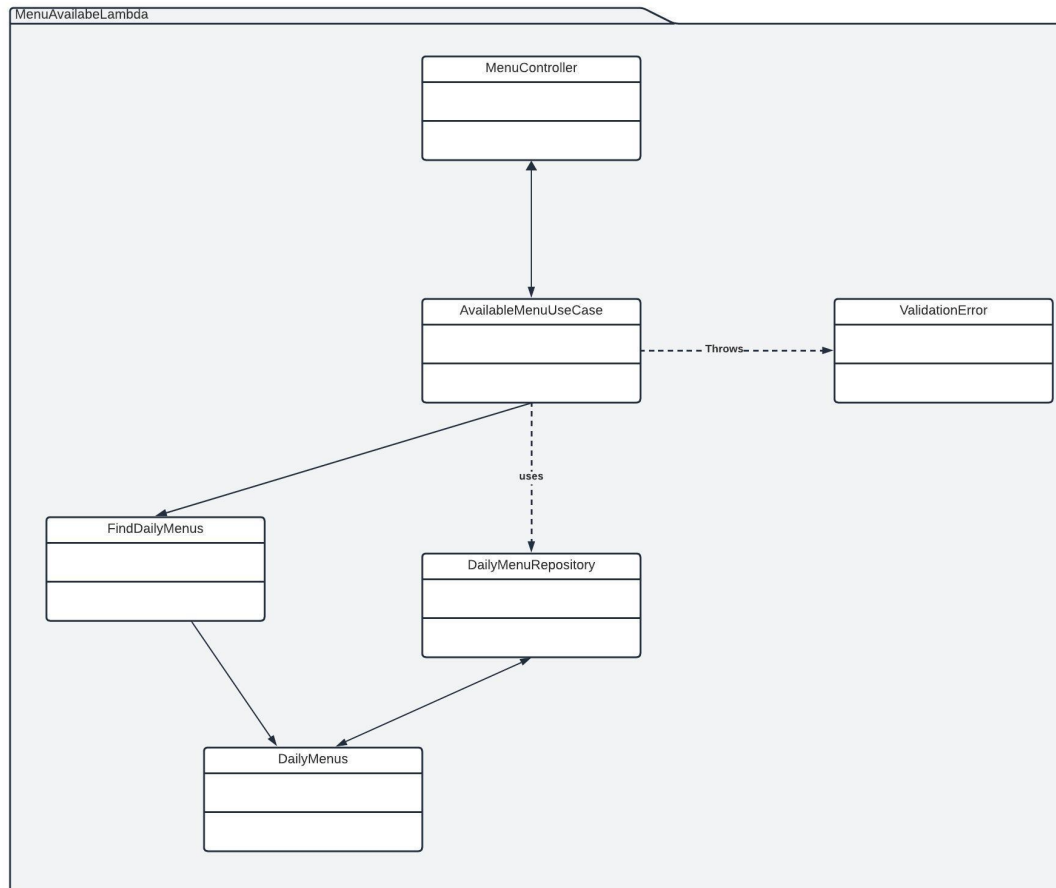 MenuAvailabeLambda
MenuController
AvailableMenuUseCase
ValidationError
Throws
uses
FindDailyMenus
DailyMenuRepository
DailyMenus